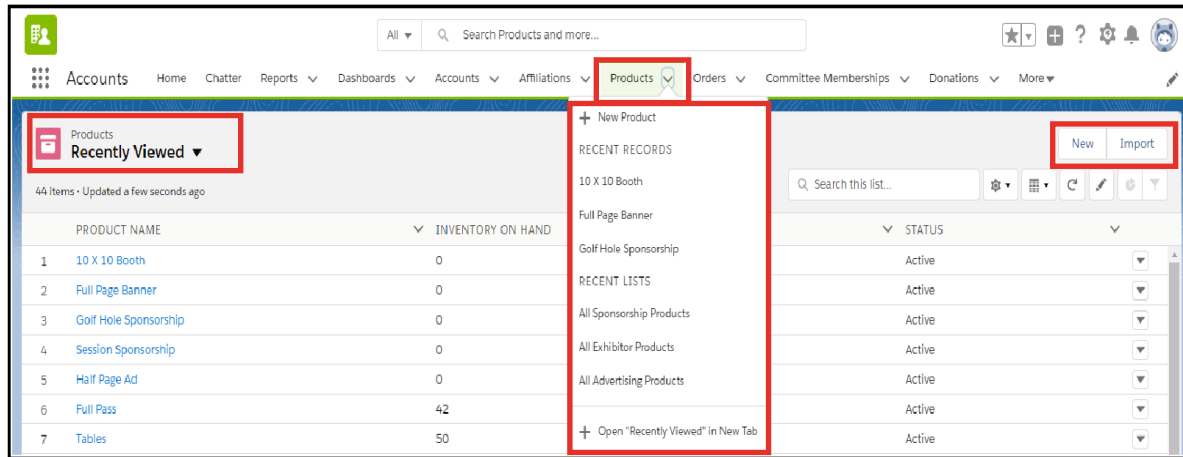 All
Search Products and more...
Accounts Home Chatter Reports Dashboards Accounts Affiliations Products Orders Committee Memberships Donations More
Products
Recently Viewed
New Import
44 items • Updated a few seconds ago
Search this list...
+ New Product
RECENT RECORDS
10 X 10 Booth
Full Page Banner
Golf Hole Sponsorship
RECENT LISTS
All Sponsorship Products
All Exhibitor Products
All Advertising Products
+ Open "Recently Viewed" in New Tab
PRODUCT NAME INVENTORY ON HAND STATUS
1 10 X 10 Booth 0 Active
2 Full Page Banner 0 Active
3 Golf Hole Sponsorship 0 Active
4 Session Sponsorship 0 Active
5 Half Page Ad 0 Active
6 Full Pass 42 Active
7 Tables 50 Active